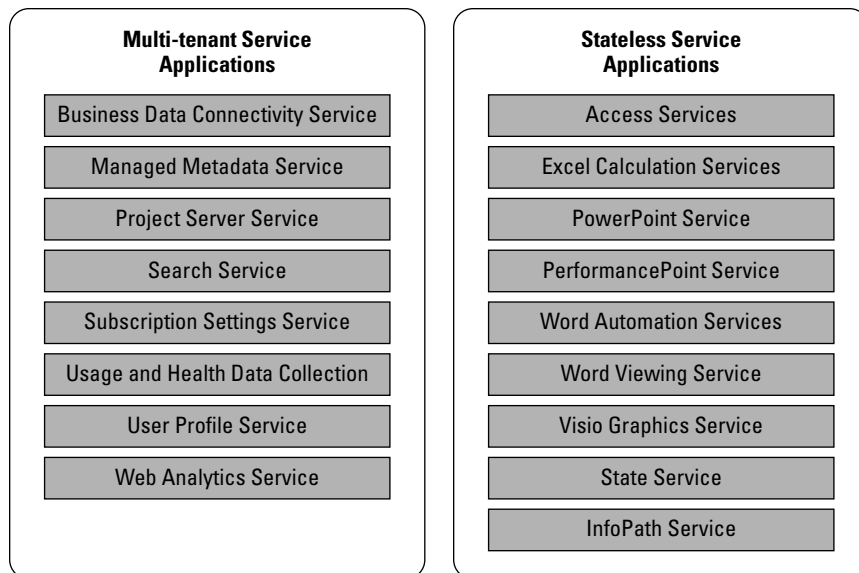 Multi-tenant Service
Applications
Business Data Connectivity Service
Managed Metadata Service
Project Server Service
Search Service
Subscription Settings Service
Usage and Health Data Collection
User Profile Service
Web Analytics Service
Stateless Service
Applications
Access Services
Excel Calculation Services
PowerPoint Service
PerformancePoint Service
Word Automation Services
Word Viewing Service
Visio Graphics Service
State Service
InfoPath Service